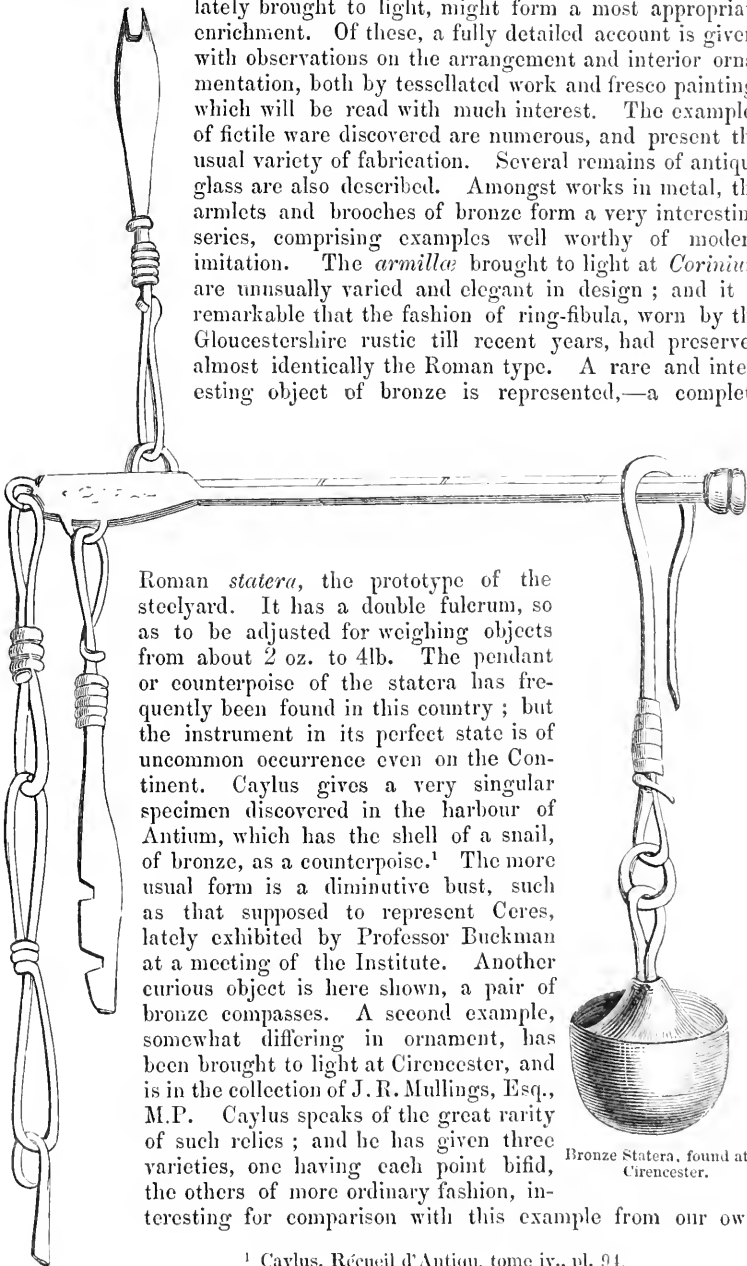 lately brought to light, might form a most appropria
enrichment. Of these, a fully detailed account is give
with observations on the arrangement and interior orna
mentation, both by tessellated work and fresco painting
which will be read with much interest. The example
of fictile ware discovered are numerous, and present th
usual variety of fabrication. Several remains of antiqu
glass are also described. Amongst works in metal, th
armlets and brooches of bronze form a very interestin
series, comprising examples well worthy of moder
imitation. The armillæ brought to light at Coriniu
are unusually varied and elegant in design ; and it
remarkable that the fashion of ring-fibula, worn by th
Gloucestershire rustic till recent years, had preserve
almost identically the Roman type. A rare and inte
esting object of bronze is represented,—a complet
Roman statera, the prototype of the
steelyard. It has a double fulcrum, so
as to be adjusted for weighing objects
from about 2 oz. to 4lb. The pendant
or counterpoise of the statera has fre-
quently been found in this country ; but
the instrument in its perfect state is of
uncommon occurrence even on the Con-
tinent. Caylus gives a very singular
specimen discovered in the harbour of
Antium, which has the shell of a snail,
of bronze, as a counterpoise.¹ The more
usual form is a diminutive bust, such
as that supposed to represent Ceres,
lately exhibited by Professor Buckman
at a meeting of the Institute. Another
curious object is here shown, a pair of
bronze compasses. A second example,
somewhat differing in ornament, has
been brought to light at Cirencester, and
is in the collection of J. R. Mullings, Esq.,
M.P. Caylus speaks of the great rarity
of such relics ; and he has given three
varieties, one having each point bifid,
the others of more ordinary fashion, in-
teresting for comparison with this example from our ow
Bronze Statera, found at
Cirencester.
¹ Caylus, Récueil d'Antiqu. tome iv., pl. 94.